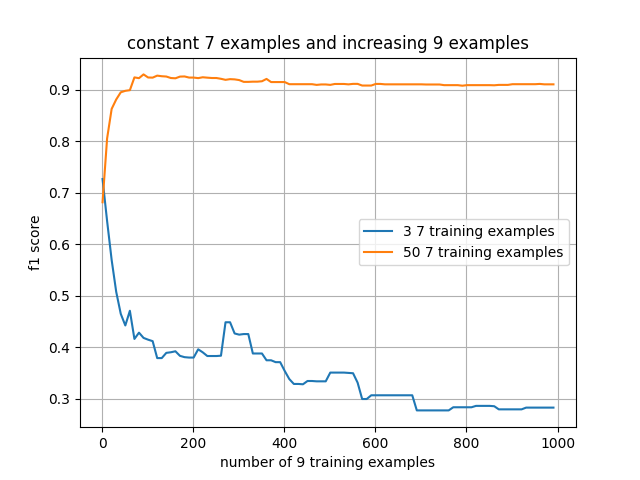 constant 7 examples and increasing 9 examples
f1 score
0.9
0.8
0.7
0.6
0.5
0.4
0.3
3 7 training examples
50 7 training examples
0 200 400 600 800 1000
number of 9 training examples